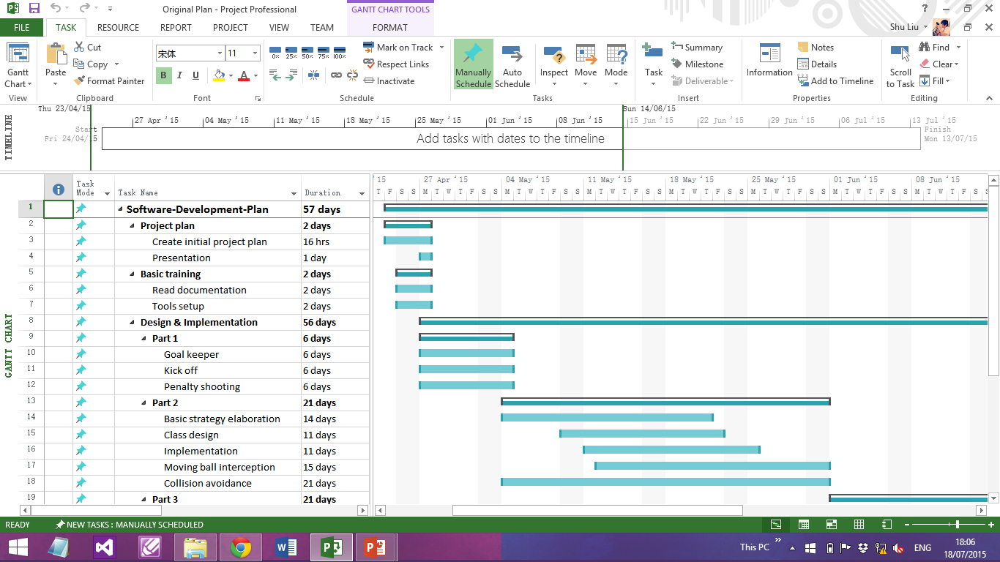 Original Plan - Project Professional
GANTT CHART TOOLS
?
FILE TASK RESOURCE REPORT PROJECT VIEW TEAM FORMAT
Shu Liu
Gantt Chart
View
Paste
Cut
Copy
Format Painter
Clipboard
宋体 11
B I U A
Font
0% 25% 50% 75% 100%
Mark on Track
Respect Links
Inactivate
Schedule
Manually Schedule
Auto Schedule
Inspect
Move
Mode
Tasks
Task
Summary
Milestone
Deliverable
Insert
Information
Notes
Details
Add to Timeline
Properties
Scroll to Task
Find
Clear
Fill
Editing
TIMELINE
Thu 23/04/15 Sun 14/06/15
27 Apr '15 04 May '15 11 May '15 18 May '15 25 May '15 01 Jun '15 08 Jun '15 15 Jun '15 22 Jun '15 29 Jun '15 06 Jul '15 13 Jul '15
Start
Fri 24/04/15
Add tasks with dates to the timeline
Finish
Mon 13/07/15
GANTT CHART
Task Mode Task Name Duration
'15 27 Apr '15 04 May '15 11 May '15 18 May '15 25 May '15 01 Jun '15 08 Jun '15
T F S S M T W T F S S M T W T F S S M T W T F S S M T W T F S S M T W T F S S M T W T F S S M T W T F S S
1 Software-Development-Plan 57 days
2 Project plan 2 days
3 Create initial project plan 16 hrs
4 Presentation 1 day
5 Basic training 2 days
6 Read documentation 2 days
7 Tools setup 2 days
8 Design & Implementation 56 days
9 Part 1 6 days
10 Goal keeper 6 days
11 Kick off 6 days
12 Penalty shooting 6 days
13 Part 2 21 days
14 Basic strategy elaboration 14 days
15 Class design 11 days
16 Implementation 11 days
17 Moving ball interception 15 days
18 Collision avoidance 21 days
19 Part 3 21 days
READY NEW TASKS : MANUALLY SCHEDULED
This PC » ENG
18:06
18/07/2015